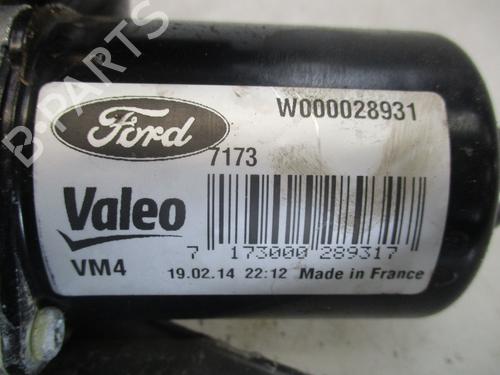 Ford
W000028931
7173
Valeo
7 173000 289317
VM4
19.02.14 22:12 Made in France
B PARTS